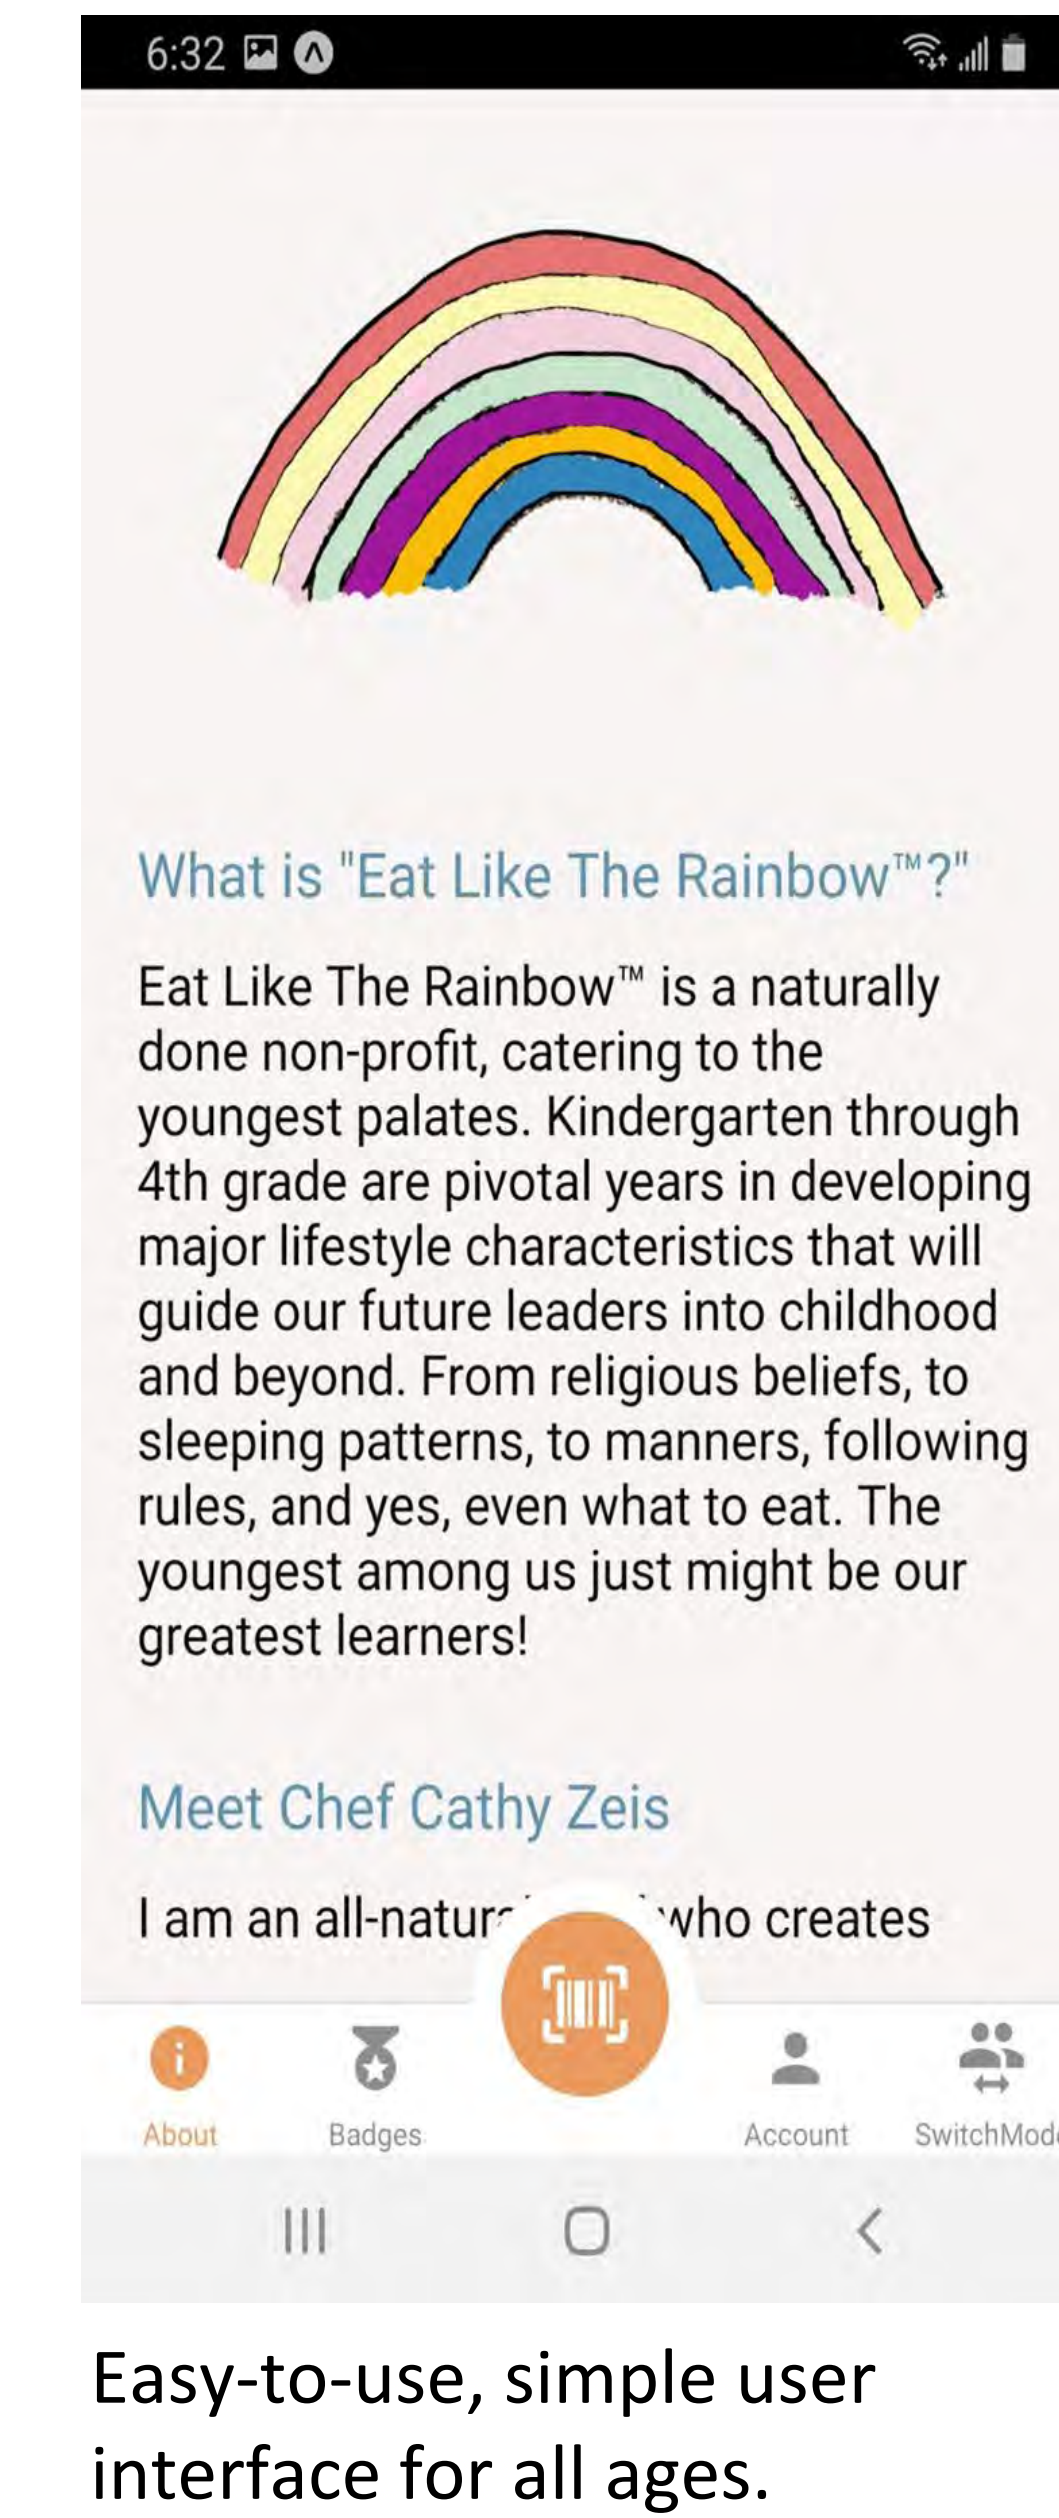 6:32
What is "Eat Like The Rainbow™?"
Eat Like The Rainbow™ is a naturally
done non-profit, catering to the
youngest palates. Kindergarten through
4th grade are pivotal years in developing
major lifestyle characteristics that will
guide our future leaders into childhood
and beyond. From religious beliefs, to
sleeping patterns, to manners, following
rules, and yes, even what to eat. The
youngest among us just might be our
greatest learners!
Meet Chef Cathy Zeis
I am an all-natural who creates
About Badges Account SwitchMod
Easy-to-use, simple user
interface for all ages.